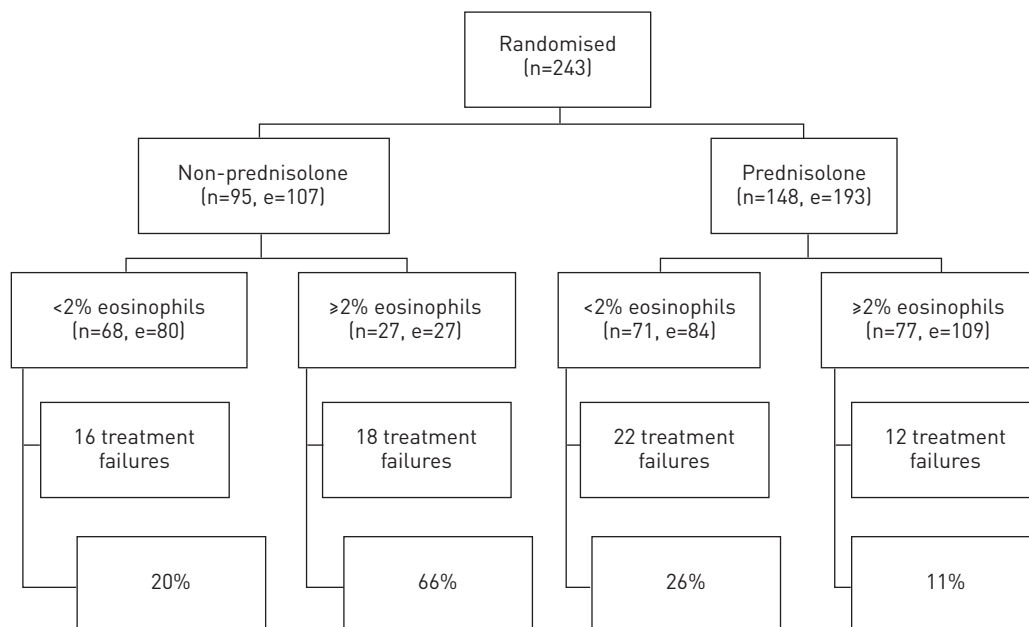 Randomised
(n=243)
Non-prednisolone
(n=95, e=107)
Prednisolone
(n=148, e=193)
<2% eosinophils
(n=68, e=80)
⩾2% eosinophils
(n=27, e=27)
<2% eosinophils
(n=71, e=84)
⩾2% eosinophils
(n=77, e=109)
16 treatment
failures
18 treatment
failures
22 treatment
failures
12 treatment
failures
20%
66%
26%
11%